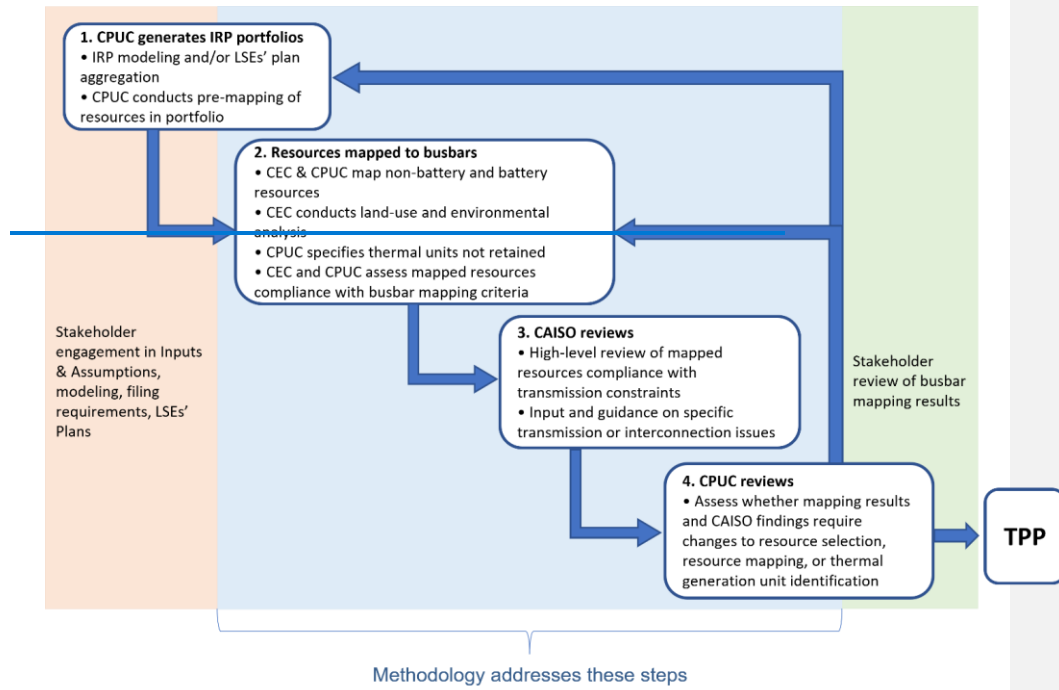 1. CPUC generates IRP portfolios
• IRP modeling and/or LSEs' plan
aggregation
• CPUC conducts pre-mapping of
resources in portfolio
2. Resources mapped to busbars
• CEC & CPUC map non-battery and battery
resources
• CEC conducts land-use and environmental
analysis
• CPUC specifies thermal units not retained
• CEC and CPUC assess mapped resources
compliance with busbar mapping criteria
3. CAISO reviews
• High-level review of mapped
resources compliance with
transmission constraints
• Input and guidance on specific
transmission or interconnection issues
4. CPUC reviews
• Assess whether mapping results
and CAISO findings require
changes to resource selection,
resource mapping, or thermal
generation unit identification
TPP
Stakeholder
engagement in Inputs
& Assumptions,
modeling, filing
requirements, LSEs'
Plans
Stakeholder
review of busbar
mapping results
Methodology addresses these steps